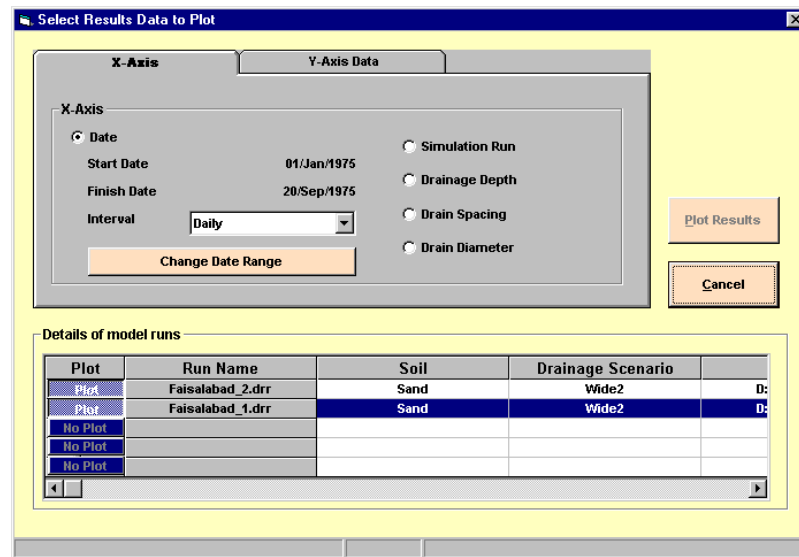 Select Results Data to Plot
X-Axis
Y-Axis Data
X-Axis
Date
Start Date 01/Jan/1975
Finish Date 20/Sep/1975
Interval Daily
Change Date Range
Simulation Run
Drainage Depth
Drain Spacing
Drain Diameter
Plot Results
Cancel
Details of model runs
Plot Run Name Soil Drainage Scenario
Plot Faisalabad_2.drr Sand Wide2 D:
Plot Faisalabad_1.drr Sand Wide2 D:
No Plot
No Plot
No Plot